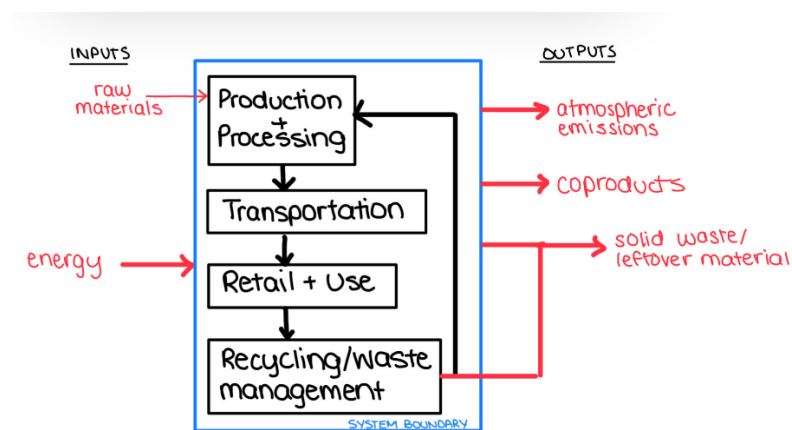 INPUTS
OUTPUTS
raw
materials
Production
+
Processing
atmospheric
emissions
coproducts
Transportation
solid waste/
leftover material
energy
Retail + Use
Recycling/Waste
management
SYSTEM BOUNDARY